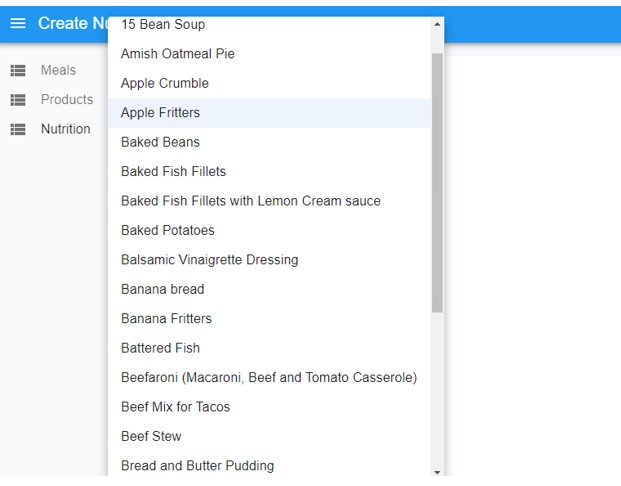 Create Nu
Meals
Products
Nutrition
15 Bean Soup
Amish Oatmeal Pie
Apple Crumble
Apple Fritters
Baked Beans
Baked Fish Fillets
Baked Fish Fillets with Lemon Cream sauce
Baked Potatoes
Balsamic Vinaigrette Dressing
Banana bread
Banana Fritters
Battered Fish
Beefaroni (Macaroni, Beef and Tomato Casserole)
Beef Mix for Tacos
Beef Stew
Bread and Butter Pudding